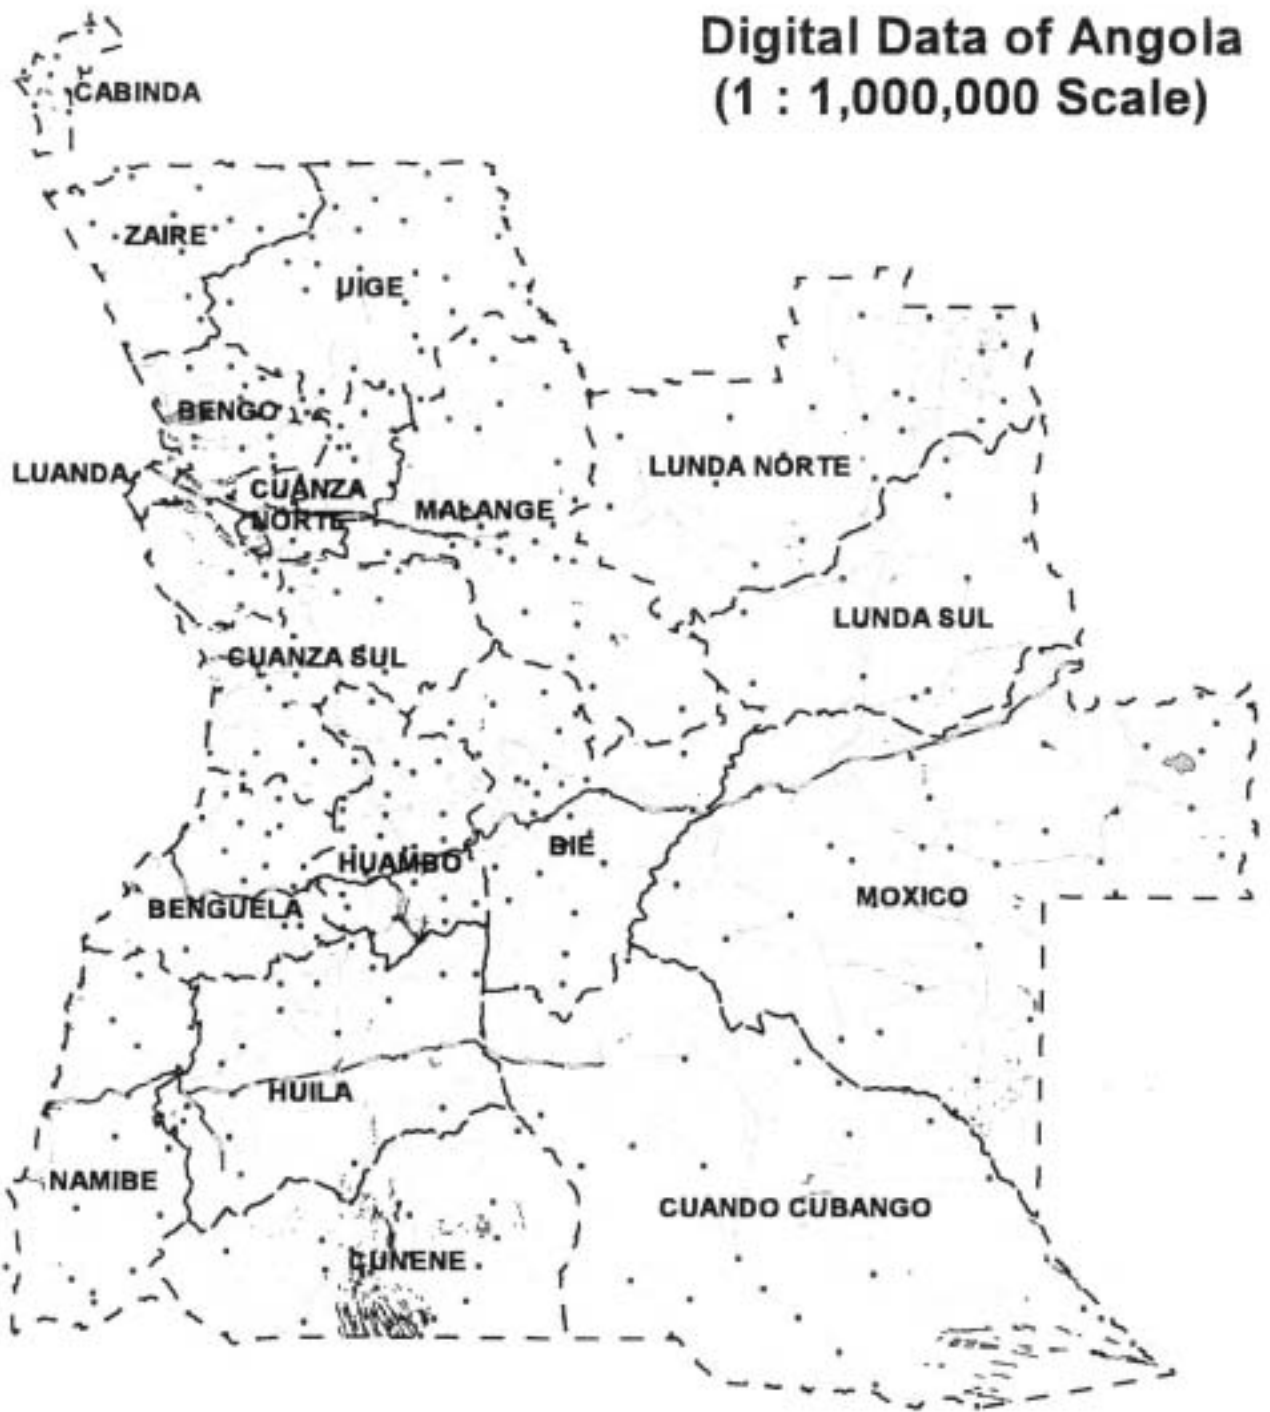 Digital Data of Angola
(1 : 1,000,000 Scale)
CABINDA
ZAIRE
UIGE
BENGO
LUANDA
CUANZA
NORTE
MALANGE
LUNDA NORTE
LUNDA SUL
CUANZA SUL
HUAMBO
BIE
BENGUELA
MOXICO
HUILA
NAMIBE
CUANDO CUBANGO
CUNENE